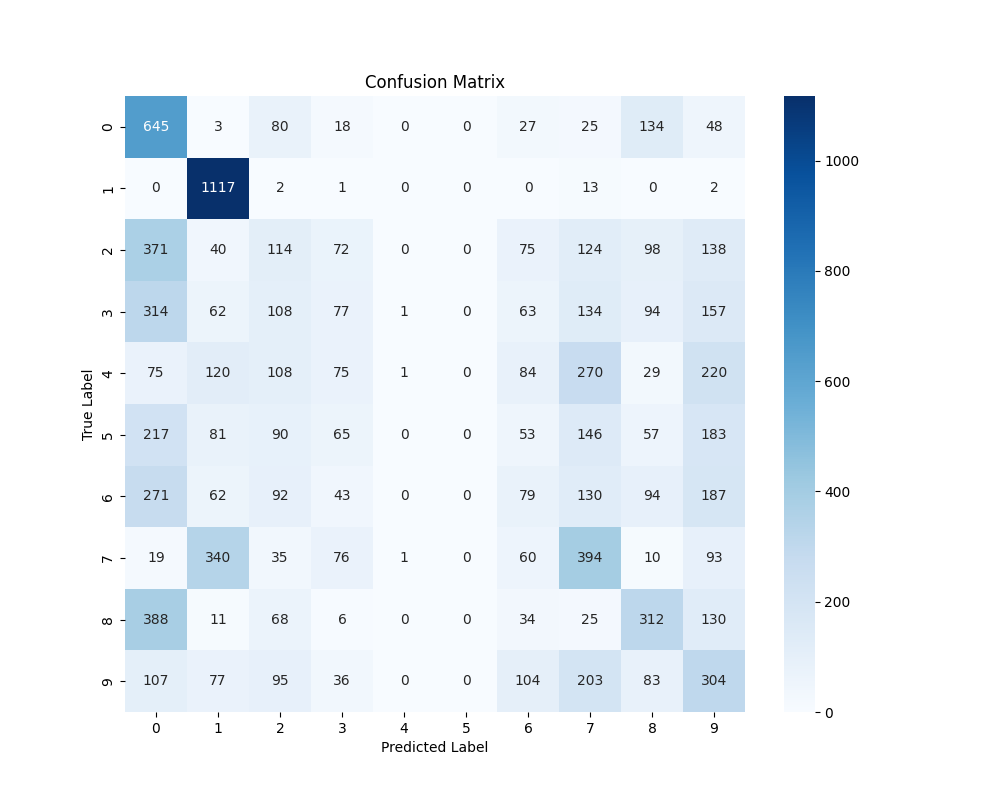 Confusion Matrix
True Label
0 645 3 80 18 0 0 27 25 134 48
1 0 1117 2 1 0 0 0 13 0 2
2 371 40 114 72 0 0 75 124 98 138
3 314 62 108 77 1 0 63 134 94 157
4 75 120 108 75 1 0 84 270 29 220
5 217 81 90 65 0 0 53 146 57 183
6 271 62 92 43 0 0 79 130 94 187
7 19 340 35 76 1 0 60 394 10 93
8 388 11 68 6 0 0 34 25 312 130
9 107 77 95 36 0 0 104 203 83 304
0 1 2 3 4 5 6 7 8 9
Predicted Label
1000
800
600
400
200
0